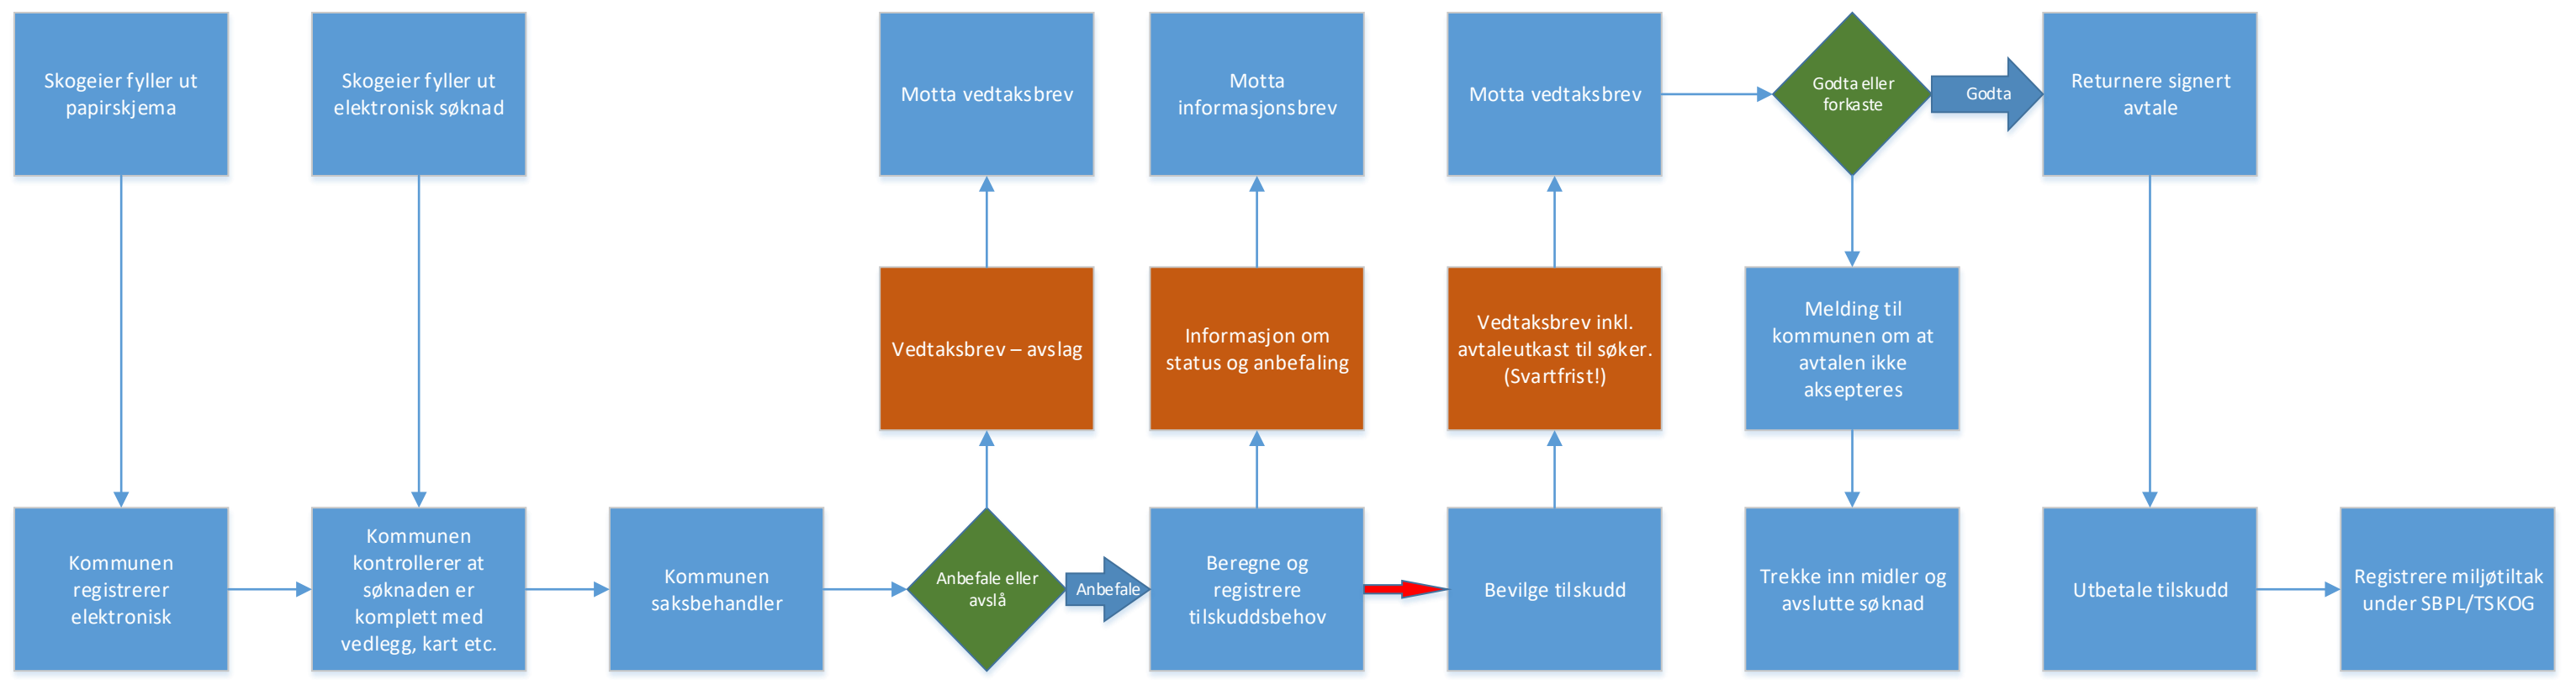 Skogeier fyller ut
papirskjema
Skogeier fyller ut
elektronisk søknad
Motta vedtaksbrev
Motta
informasjonsbrev
Motta vedtaksbrev
Godta eller
forkaste
Godta
Returnere signert
avtale
Vedtaksbrev – avslag
Informasjon om
status og anbefaling
Vedtaksbrev inkl.
avtaleutkast til søker.
(Svartfrist!)
Melding til
kommunen om at
avtalen ikke
aksepteres
Kommunen
registrerer
elektronisk
Kommunen
kontrollerer at
søknaden er
komplett med
vedlegg, kart etc.
Kommunen
saksbehandler
Anbefale eller
avslå
Anbefale
Beregne og
registrere
tilskuddsbehov
Bevilge tilskudd
Trekke inn midler og
avslutte søknad
Utbetale tilskudd
Registrere miljøtiltak
under SBPL/TSKOG